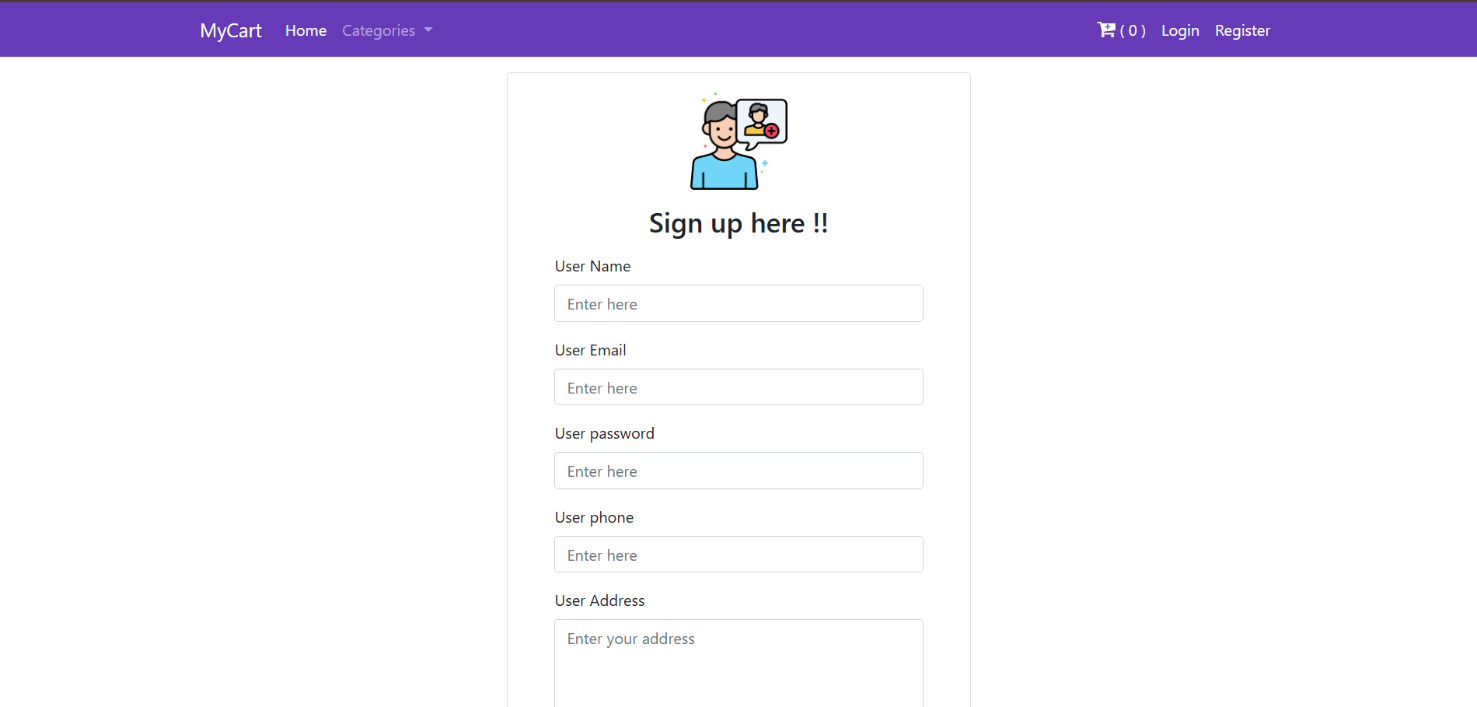 MyCart Home Categories ( 0 ) Login Register
Sign up here !!
User Name
Enter here
User Email
Enter here
User password
Enter here
User phone
Enter here
User Address
Enter your address